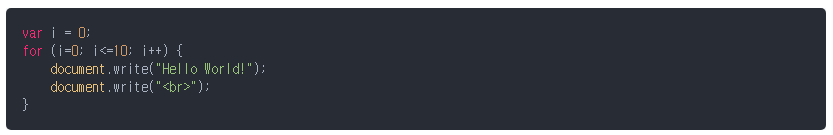 var i = 0;
for (i=0; i<=10; i++) {
    document.write("Hello World!");
    document.write("<br>");
}